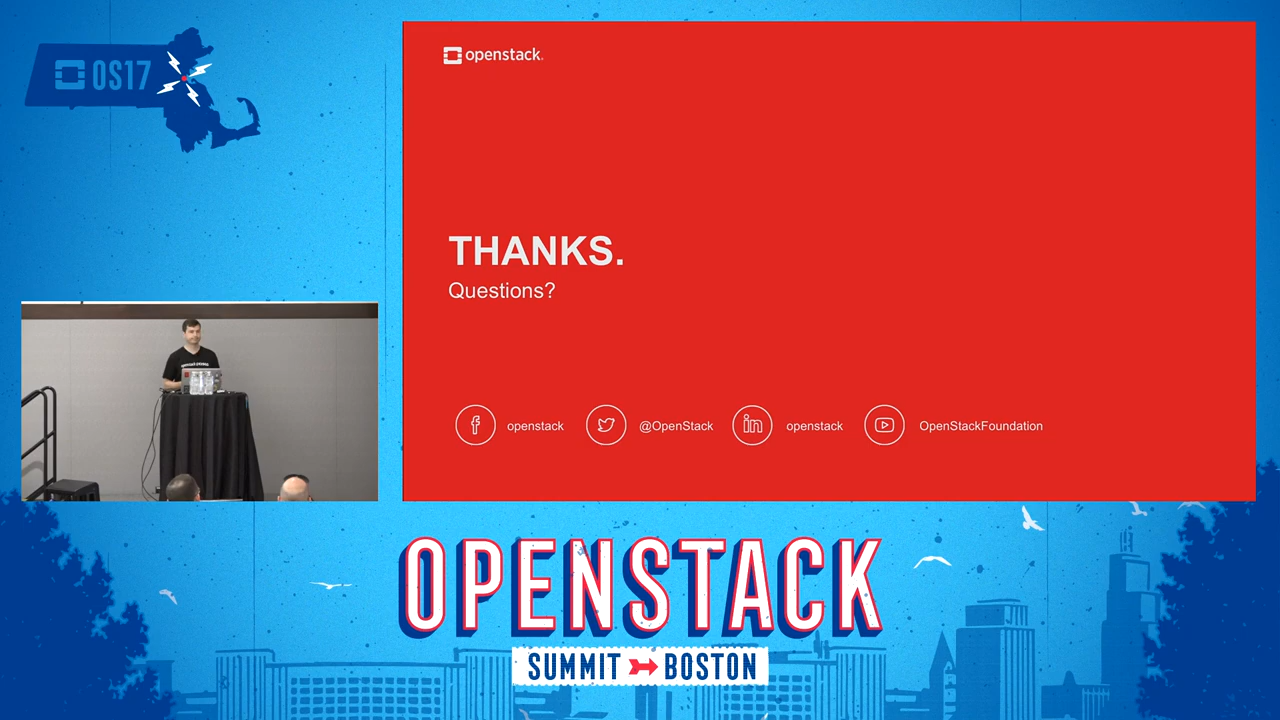 OS17
openstack.
THANKS.
Questions?
openstack
@OpenStack
openstack
OpenStackFoundation
OPENSTACK
SUMMIT BOSTON